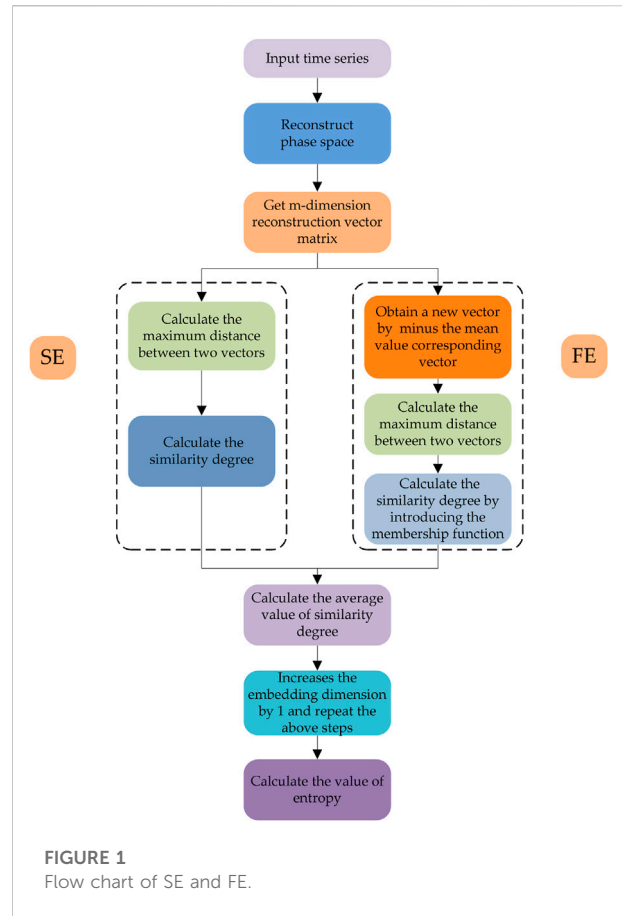 Input time series
Reconstruct
phase space
Get m-dimension
reconstruction vector
matrix
SE
Calculate the
maximum distance
between two vectors
Calculate the
similarity degree
Obtain a new vector
by minus the mean
value corresponding
vector
FE
Calculate the
maximum distance
between two vectors
Calculate the
similarity degree by
introducing the
membership function
Calculate the average
value of similarity
degree
Increases the
embedding dimension
by 1 and repeat the
above steps
Calculate the value of
entropy
FIGURE 1
Flow chart of SE and FE.